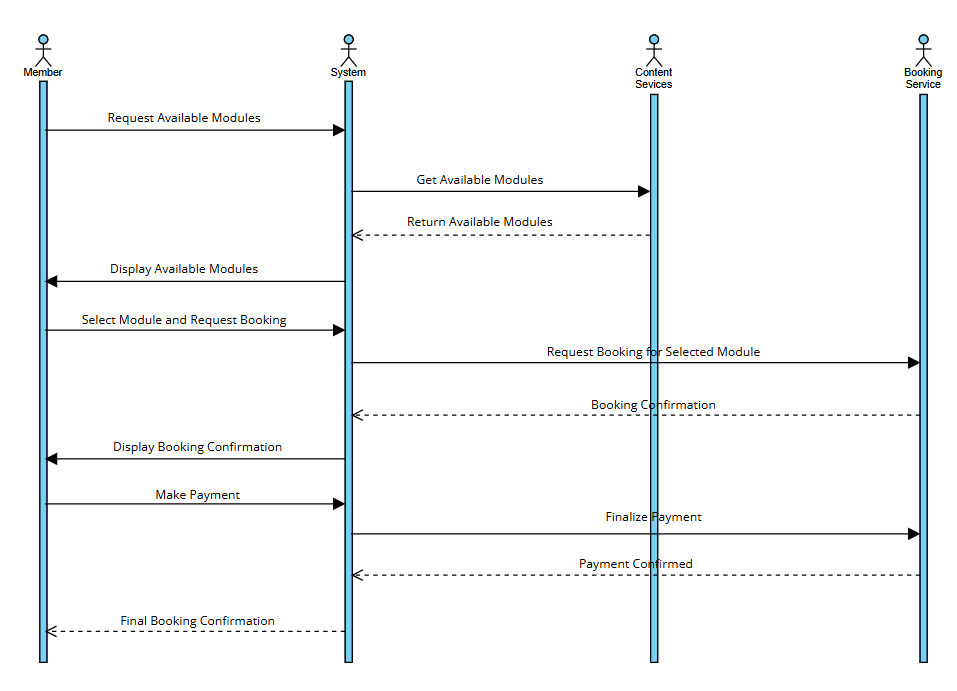 Member
System
Content
Sevices
Booking
Service
Request Available Modules
Get Available Modules
Return Available Modules
Display Available Modules
Select Module and Request Booking
Request Booking for Selected Module
Booking Confirmation
Display Booking Confirmation
Make Payment
Finalize Payment
Payment Confirmed
Final Booking Confirmation